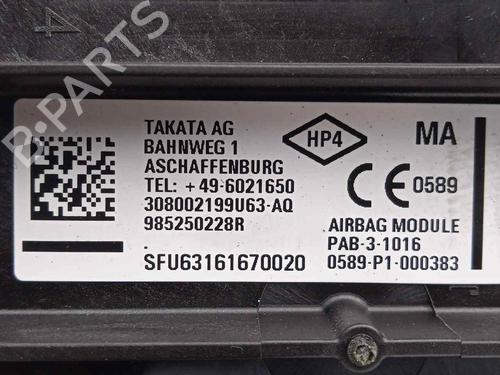 4
B-PARTS
TAKATA AG
BAHNWEG 1
ASCHAFFENBURG
TEL: + 49-6021650
308002199U63-AQ
985250228R
SFU63161670020
HP4
MA
CE 0589
AIRBAG MODULE
PAB-3-1016
0589-P1-000383